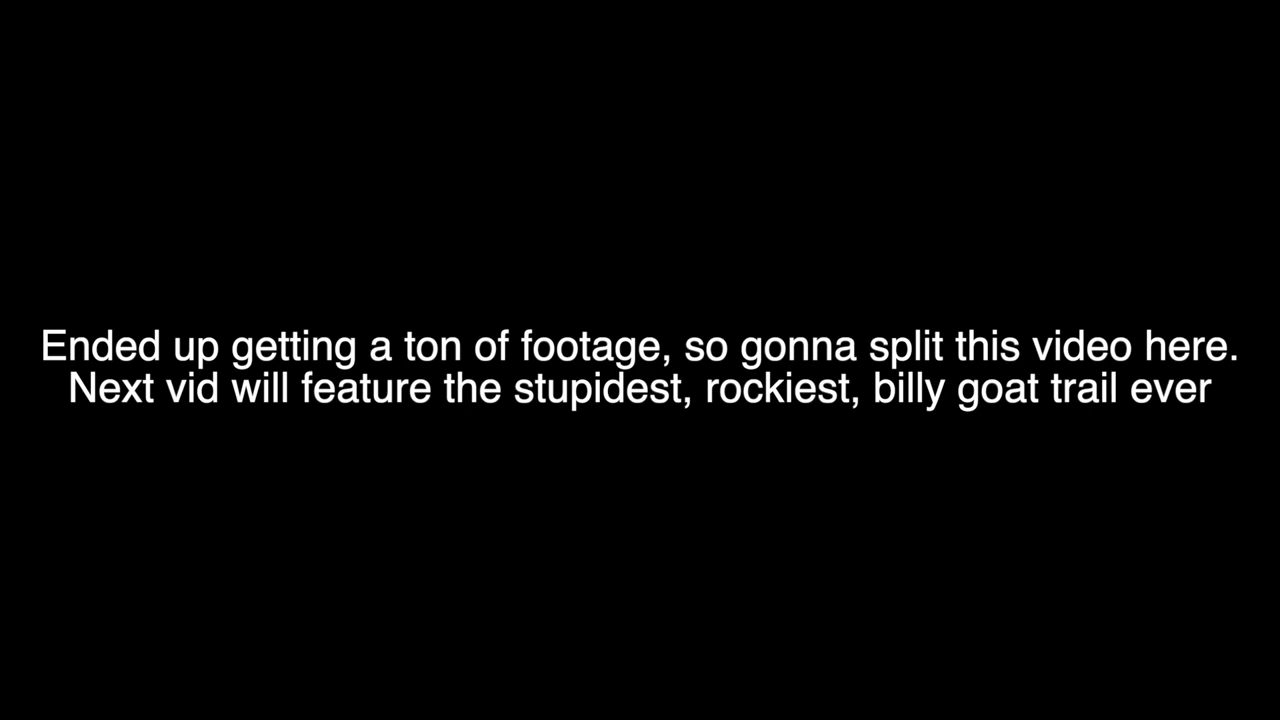 Ended up getting a ton of footage, so gonna split this video here.
Next vid will feature the stupidest, rockiest, billy goat trail ever